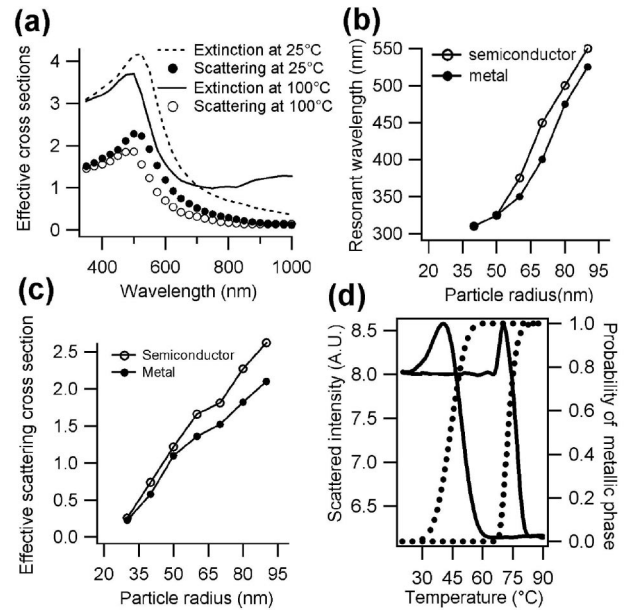 (a)
Effective cross sections
4
3
2
1
0
Extinction at 25°C
Scattering at 25°C
Extinction at 100°C
Scattering at 100°C
400 600 800 1000
Wavelength (nm)
(b)
Resonant wavelength (nm)
550
500
450
400
350
300
semiconductor
metal
20 35 50 65 80 95
Particle radius(nm)
(c)
Effective scattering cross section
2.5
2.0
1.5
1.0
0.5
0.0
Semiconductor
Metal
20 35 50 65 80 95
Particle radius (nm)
(d)
Scattered intensity (A.U.)
8.5
8.0
7.5
7.0
6.5
1.0
0.8
0.6
0.4
0.2
0.0
Probability of
metallic phase
30 45 60 75 90
Temperature (°C)